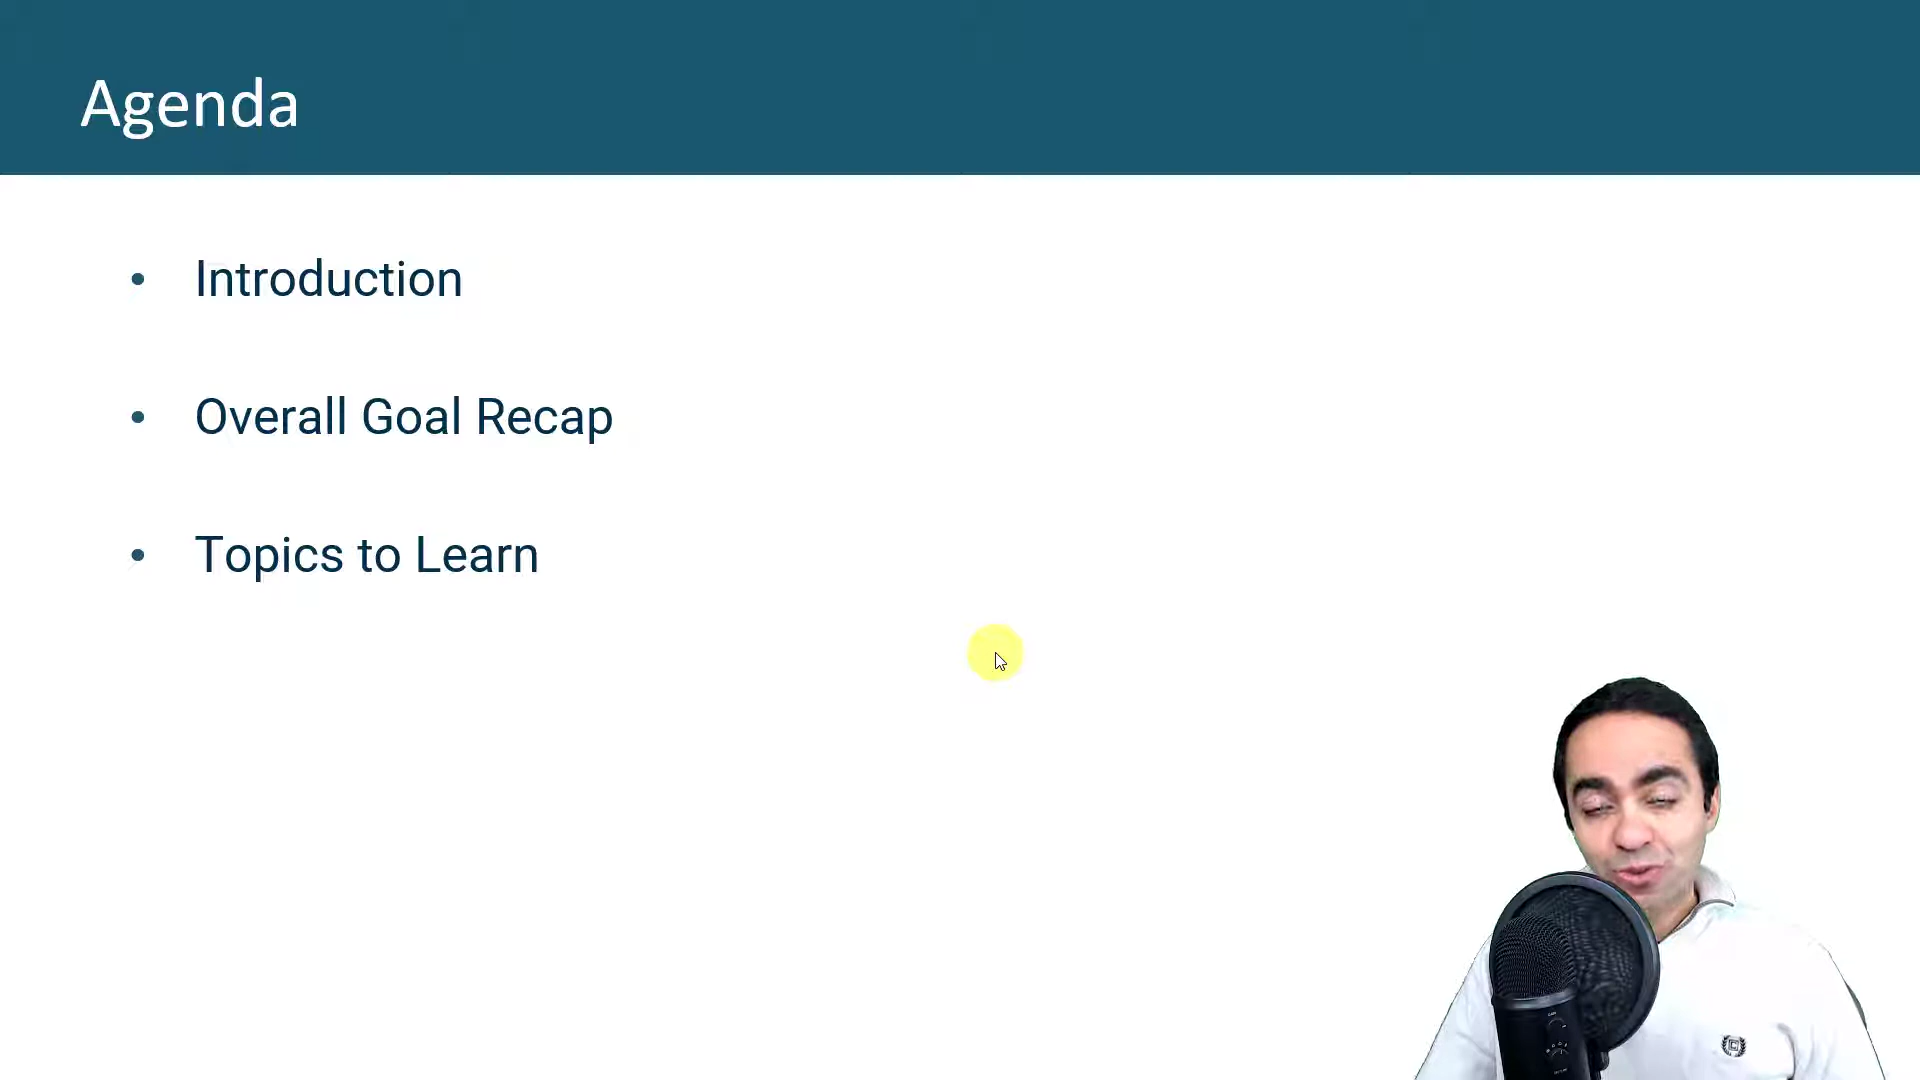 Agenda
• Introduction
• Overall Goal Recap
• Topics to Learn